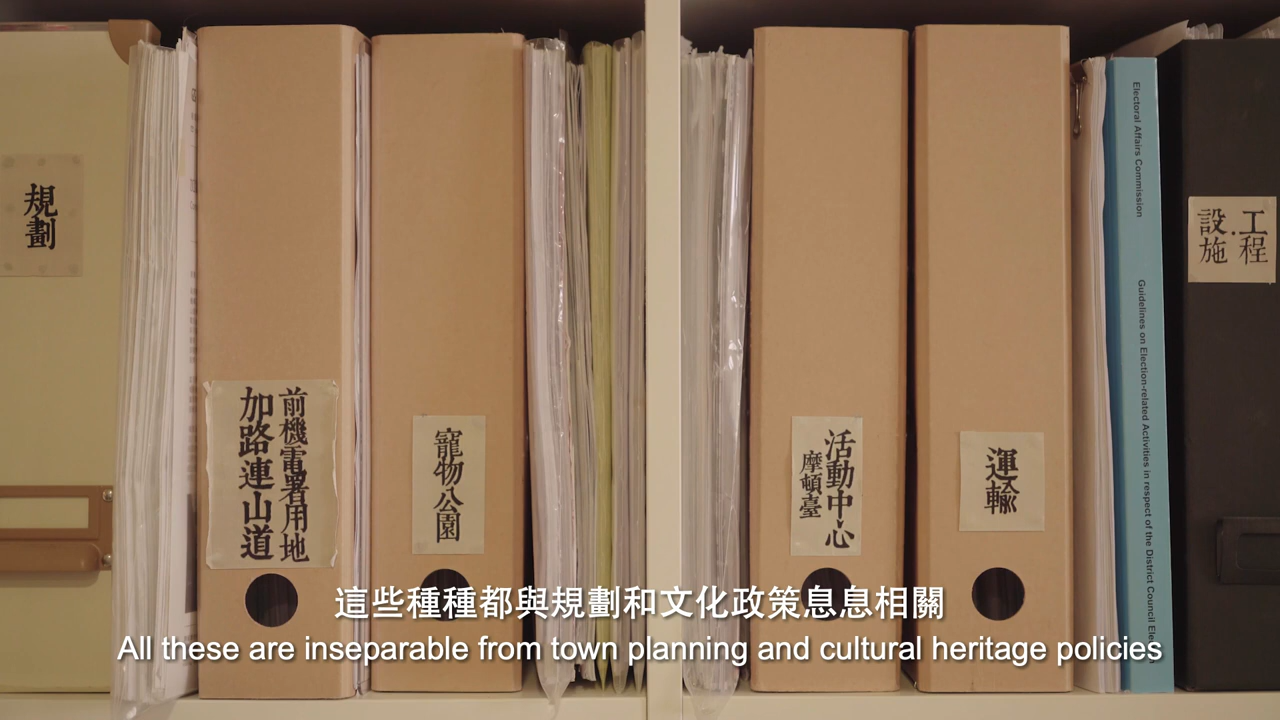 規劃
前機電署用地
加路連山道
寵物公園
活動中心
摩頓臺
運輸
Electoral Affairs Commission
Guidelines on Election-related Activities in respect of the District Council Elec
工程
設施
這些種種都與規劃和文化政策息息相關
All these are inseparable from town planning and cultural heritage policies